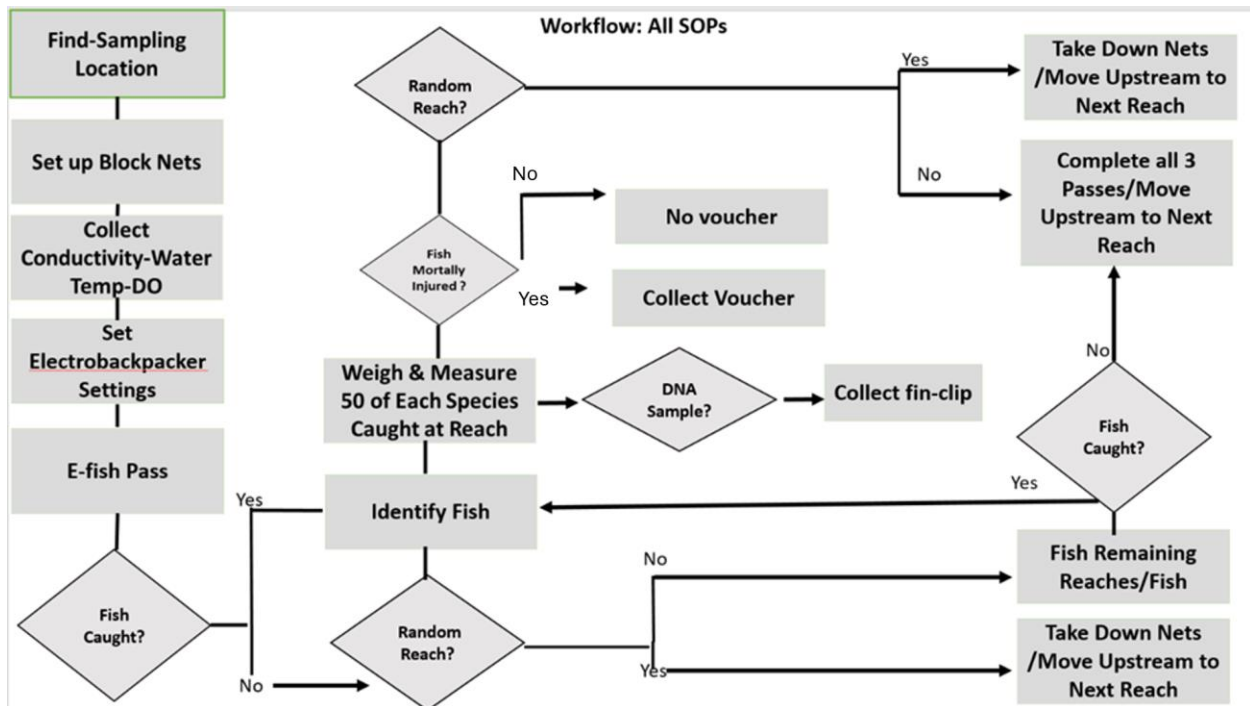 Workflow: All SOPs
Find-Sampling
Location
Set up Block Nets
Collect
Conductivity-Water
Temp-DO
Set
Electrobackpacker
Settings
E-fish Pass
Fish
Caught?
Yes
No
Random
Reach?
Yes
Take Down Nets
/Move Upstream to
Next Reach
No
Complete all 3
Passes/Move
Upstream to Next
Reach
Fish
Mortally
Injured ?
No
No voucher
Yes
Collect Voucher
Weigh & Measure
50 of Each Species
Caught at Reach
DNA
Sample?
Collect fin-clip
Identify Fish
No
Fish
Caught?
Yes
Random
Reach?
No
Fish Remaining
Reaches/Fish
Yes
Take Down Nets
/Move Upstream to
Next Reach